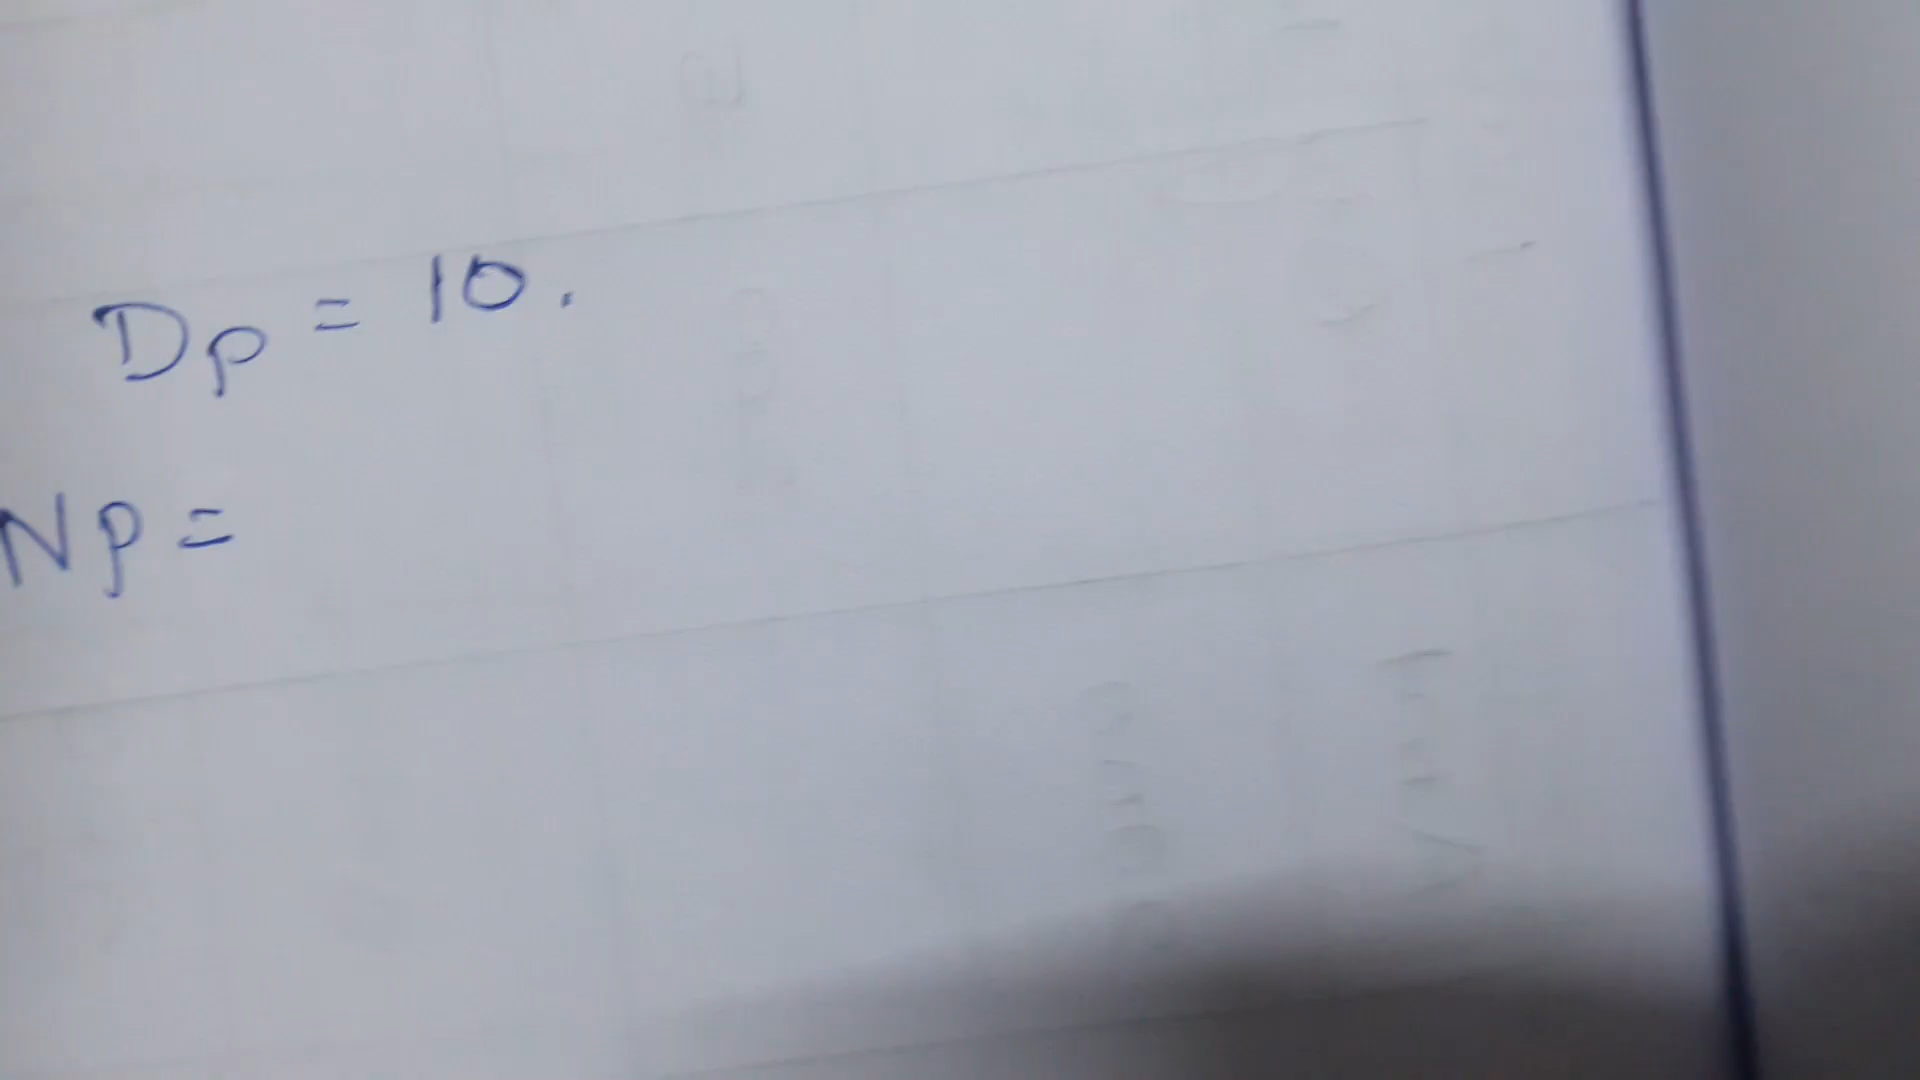 Dp = 10.
Np =